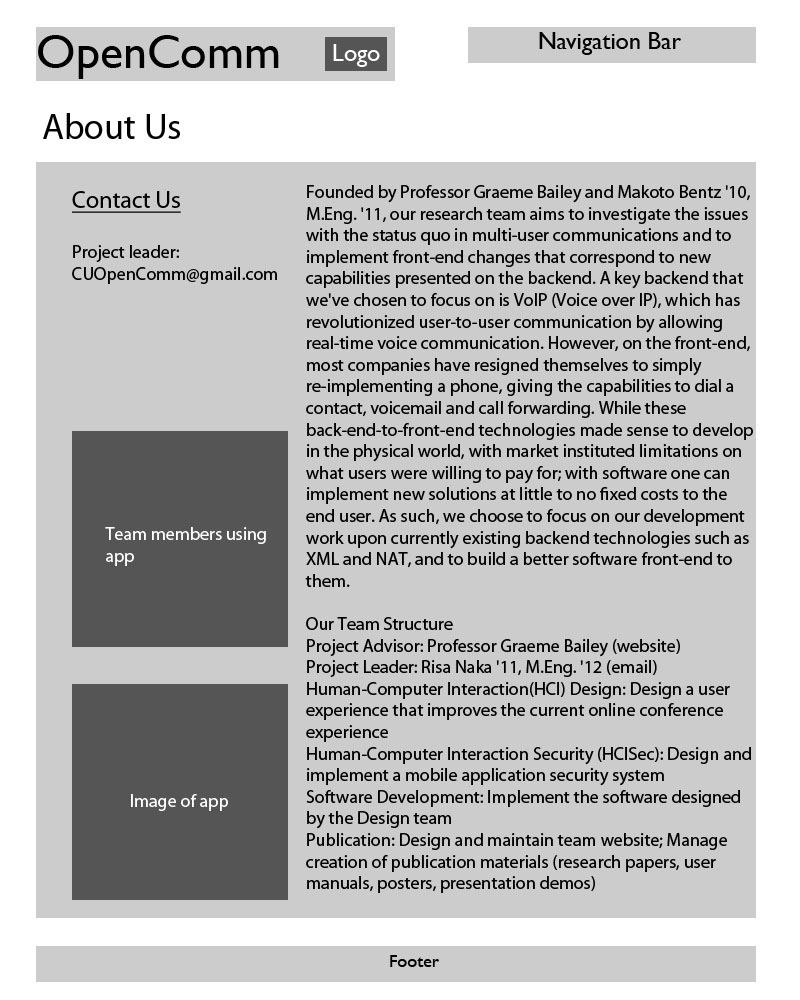 OpenComm
Logo
Navigation Bar
About Us
Contact Us
Project leader:
CUOpenComm@gmail.com
Team members using
app
Image of app
Founded by Professor Graeme Bailey and Makoto Bentz '10,
M.Eng. '11, our research team aims to investigate the issues
with the status quo in multi-user communications and to
implement front-end changes that correspond to new
capabilities presented on the backend. A key backend that
we've chosen to focus on is VoIP (Voice over IP), which has
revolutionized user-to-user communication by allowing
real-time voice communication. However, on the front-end,
most companies have resigned themselves to simply
re-implementing a phone, giving the capabilities to dial a
contact, voicemail and call forwarding. While these
back-end-to-front-end technologies made sense to develop
in the physical world, with market instituted limitations on
what users were willing to pay for; with software one can
implement new solutions at little to no fixed costs to the
end user. As such, we choose to focus on our development
work upon currently existing backend technologies such as
XML and NAT, and to build a better software front-end to
them.
Our Team Structure
Project Advisor: Professor Graeme Bailey (website)
Project Leader: Risa Naka '11, M.Eng. '12 (email)
Human-Computer Interaction(HCI) Design: Design a user
experience that improves the current online conference
experience
Human-Computer Interaction Security (HCISec): Design and
implement a mobile application security system
Software Development: Implement the software designed
by the Design team
Publication: Design and maintain team website; Manage
creation of publication materials (research papers, user
manuals, posters, presentation demos)
Footer